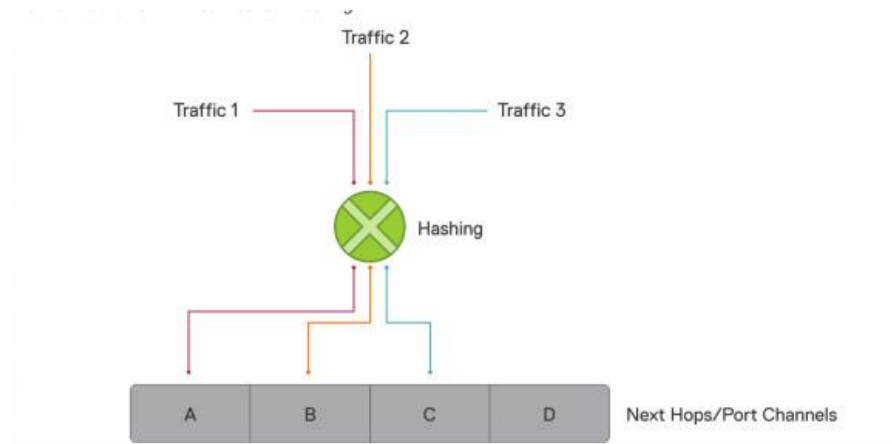 Traffic 2
Traffic 1
Traffic 3
Hashing
A B C D
Next Hops/Port Channels